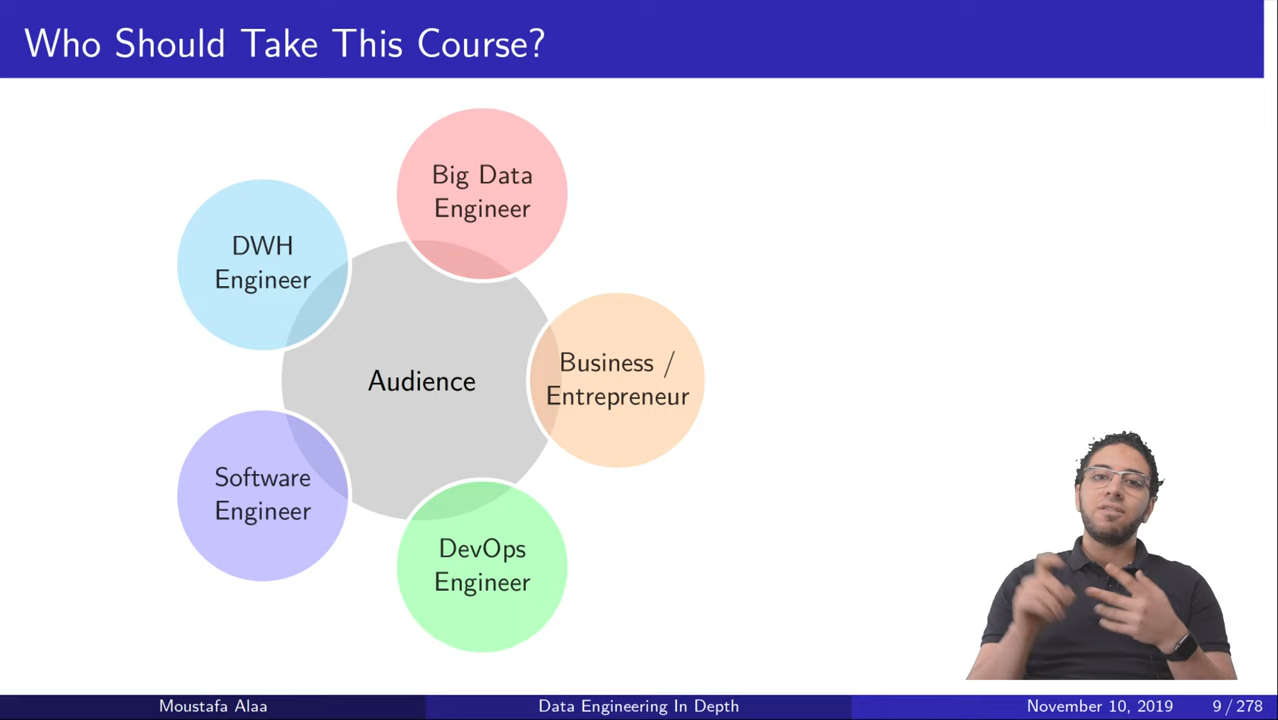 Who Should Take This Course?
Big Data
Engineer
DWH
Engineer
Business /
Entrepreneur
Audience
Software
Engineer
DevOps
Engineer
Moustafa Alaa
Data Engineering In Depth
November 10, 2019
9 / 278